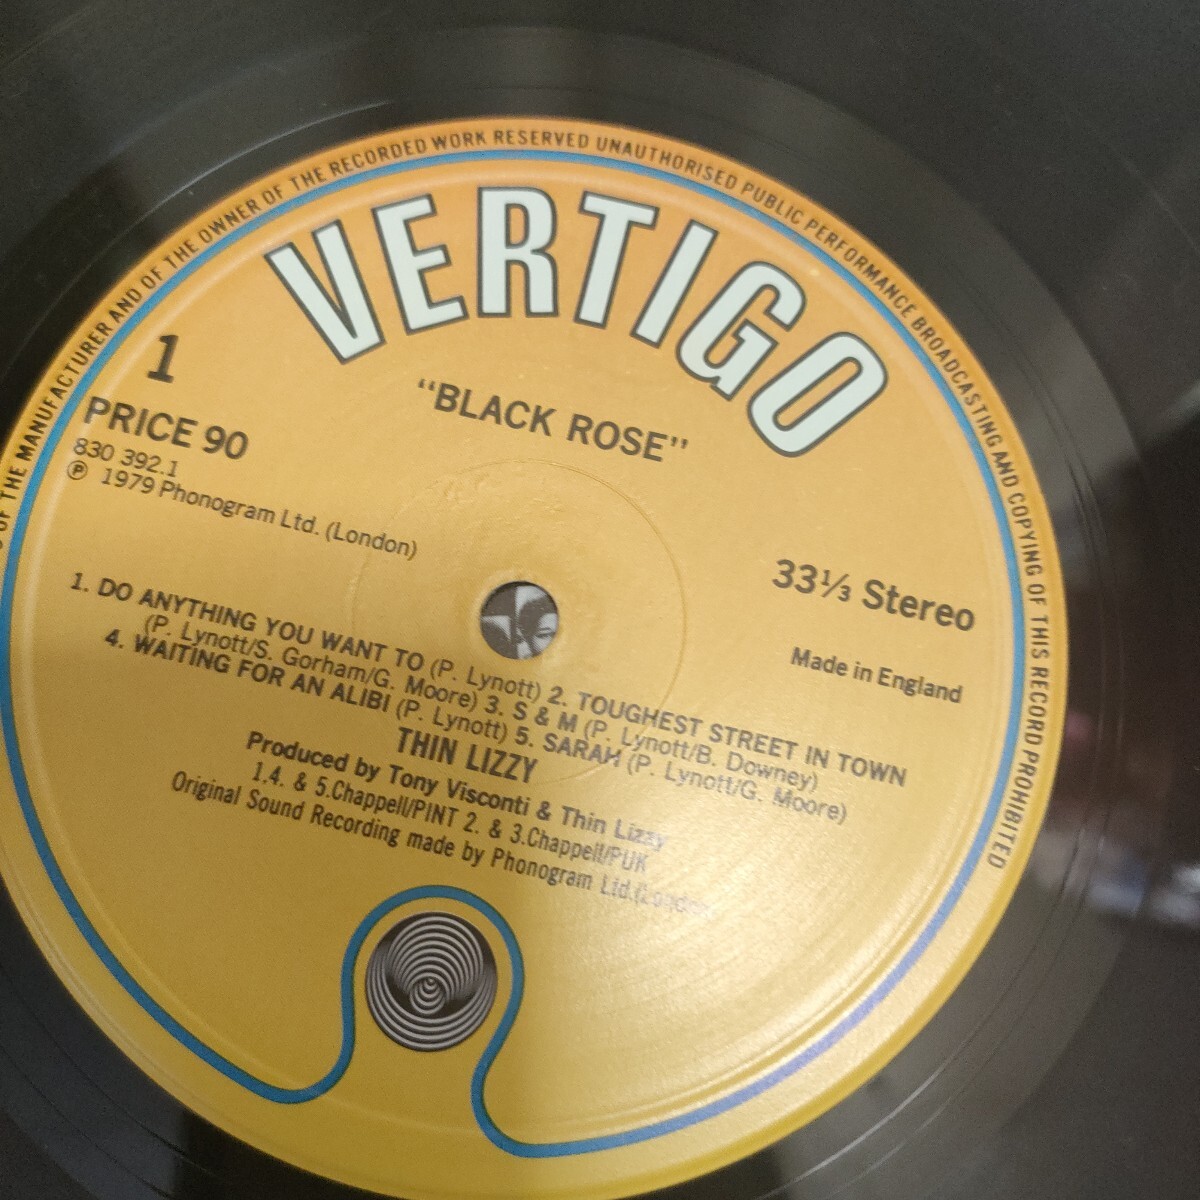 OF THE MANUFACTURER AND OF THE OWNER OF THE RECORDED WORK RESERVED UNAUTHORISED PUBLIC PERFORMANCE BROADCASTING AND COPYING OF THIS RECORD PROHIBITED
VERTIGO
"BLACK ROSE"
1
PRICE 90
830 392.1
℗ 1979 Phonogram Ltd. (London)
33⅓ Stereo
Made in England
1. DO ANYTHING YOU WANT TO (P. Lynott) 2. TOUGHEST STREET IN TOWN
(P. Lynott/S. Gorham/G. Moore) 3. S & M (P. Lynott/B. Downey)
4. WAITING FOR AN ALIBI (P. Lynott) 5. SARAH (P. Lynott/G. Moore)
THIN LIZZY
Produced by Tony Visconti & Thin Lizzy
1.4. & 5.Chappell/PINT 2. & 3.Chappell/PUK
Original Sound Recording made by Phonogram Ltd.(London)